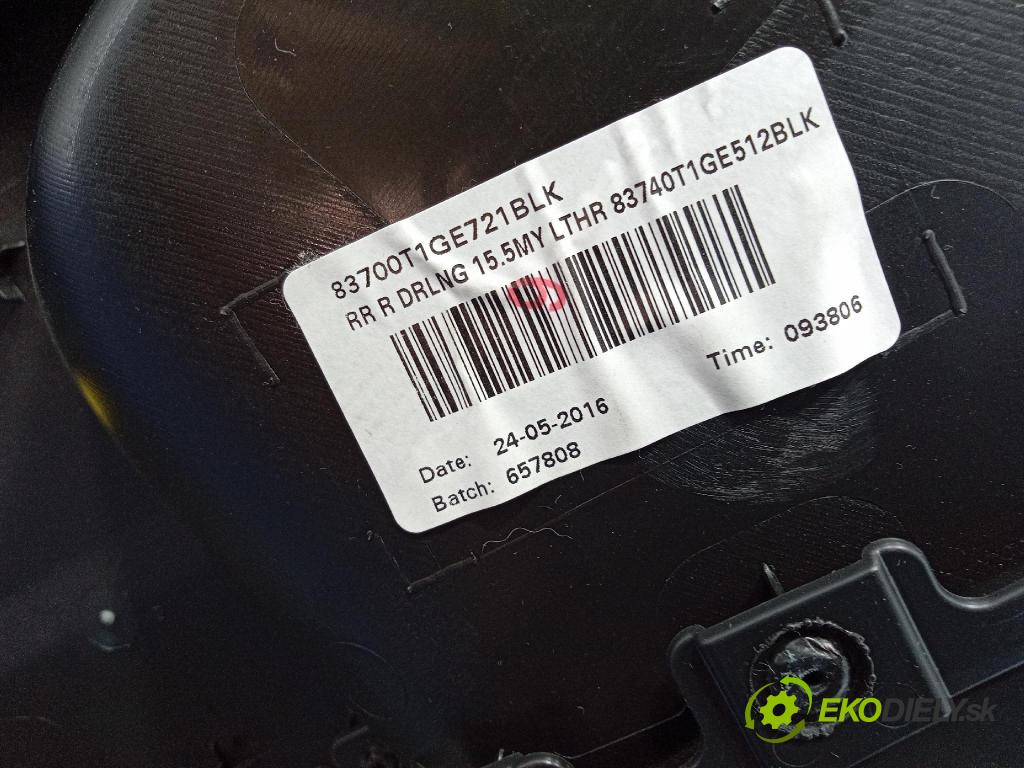 83700T1GE721BLK
RR R DRLNG 15.5MY LTHR 83740T1GE512BLK
Date: 24-05-2016 Time: 093806
Batch: 657808
EKODIELY.sk